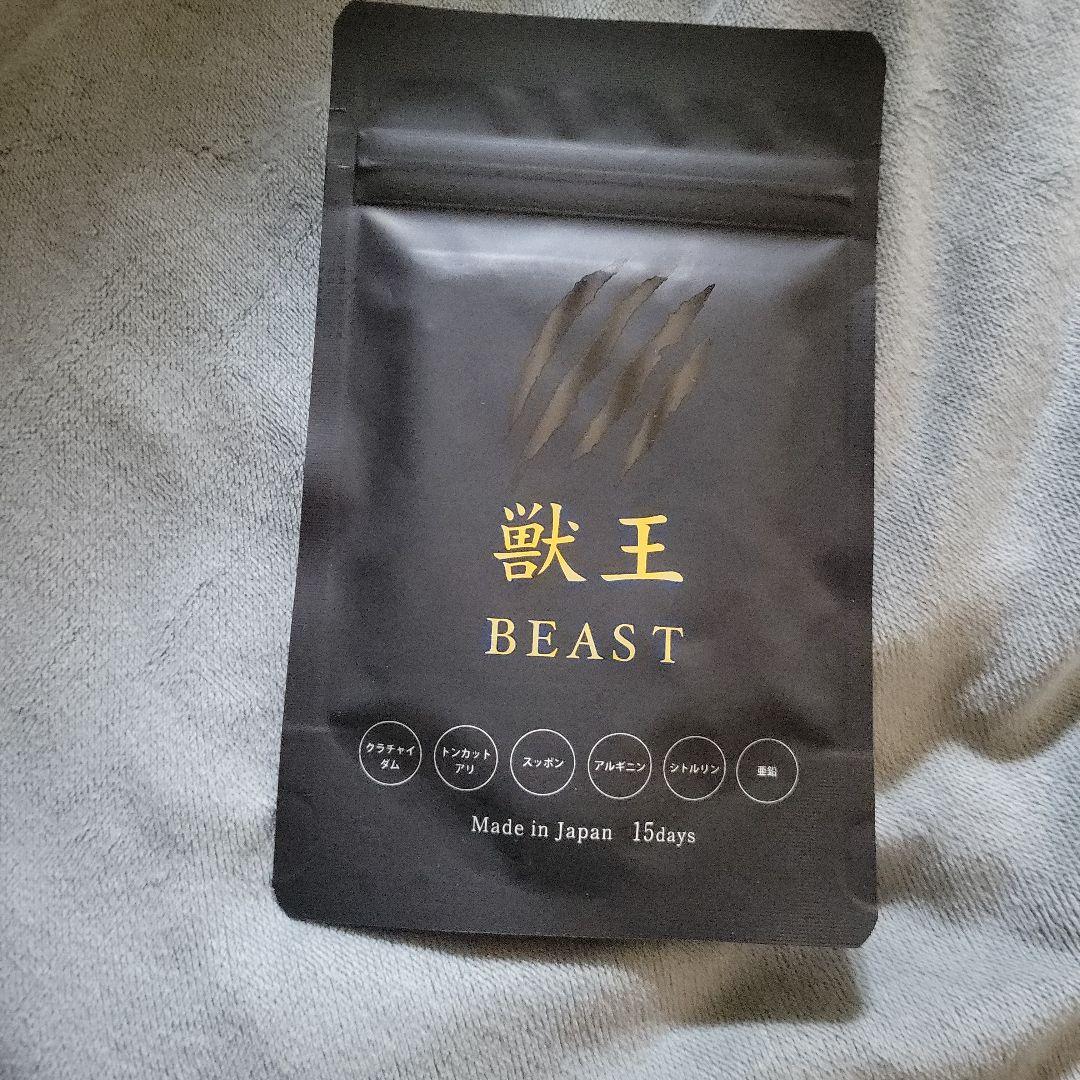 獣王
BEAST
クラチャイ
ダム
トンカット
アリ
スッポン
アルギニン
シトルリン
亜鉛
Made in Japan 15days